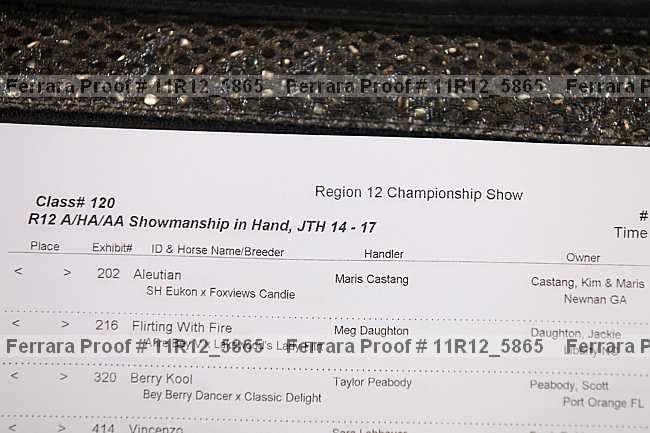 Ferrara Proof # 11R12_5865 Ferrara Proof # 11R12_5865 Ferrara P
Region 12 Championship Show
Class# 120
#
R12 A/HA/AA Showmanship in Hand, JTH 14 - 17
Time
Place Exhibit# ID & Horse Name/Breeder Handler Owner
< > 202 Aleutian Maris Castang Castang, Kim & Maris
SH Eukon x Foxviews Candie Newnan GA
< > 216 Flirting With Fire Meg Daughton Daughton, Jackie
Ferrara Proof # 11R12_5865 Ferrara Proof # 11R12_5865 Ferrara P
< > 320 Berry Kool Taylor Peabody Peabody, Scott
Bey Berry Dancer x Classic Delight Port Orange FL
< > 414 Vincenzo